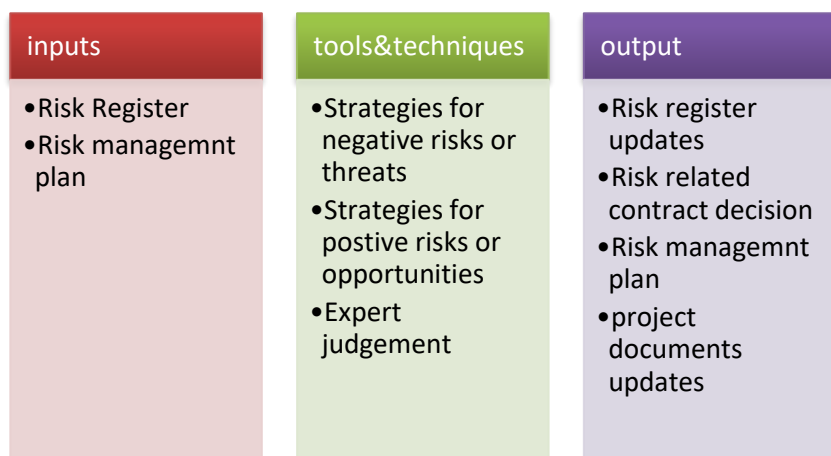 inputs
•Risk Register
•Risk managemnt
plan
tools&techniques
•Strategies for
negative risks or
threats
•Strategies for
postive risks or
opportunities
•Expert
judgement
output
•Risk register
updates
•Risk related
contract decision
•Risk managemnt
plan
•project
documents
updates